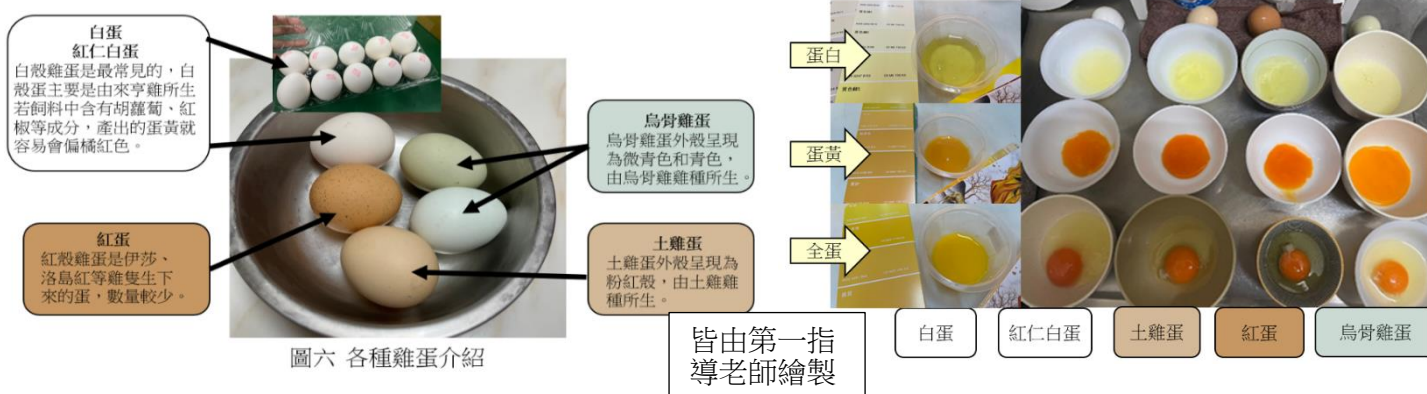 白蛋
紅仁白蛋
白殼雞蛋是最常見的，白
殼蛋主要是由來亨雞所生
若飼料中含有胡蘿蔔、紅
椒等成分，產出的蛋黃就
容易會偏橘紅色。
烏骨雞蛋
烏骨雞蛋外殼呈現
為微青色和青色，
由烏骨雞雞種所生。
紅蛋
紅殼雞蛋是伊莎、
洛島紅等雞隻生下
來的蛋，數量較少。
土雞蛋
土雞蛋外殼呈現為
粉紅殼，由土雞雞
種所生。
圖六 各種雞蛋介紹
皆由第一指
導老師繪製
蛋白
蛋黃
全蛋
白蛋
紅仁白蛋
土雞蛋
紅蛋
烏骨雞蛋